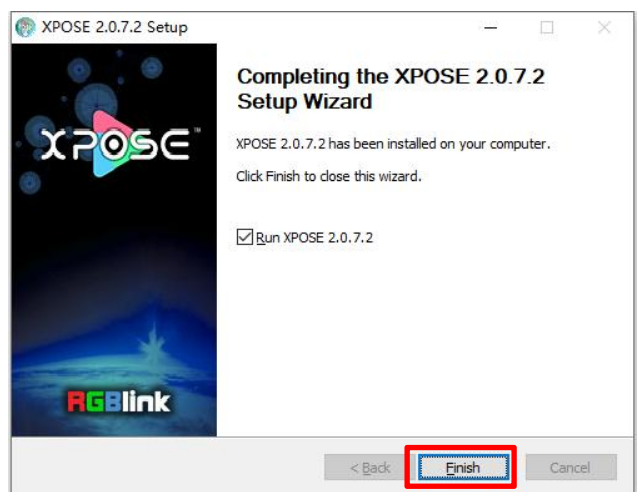 XPOSE 2.0.7.2 Setup
XPOSE™
RGBlink
Completing the XPOSE 2.0.7.2
Setup Wizard
XPOSE 2.0.7.2 has been installed on your computer.
Click Finish to close this wizard.
Run XPOSE 2.0.7.2
< Back
Finish
Cancel